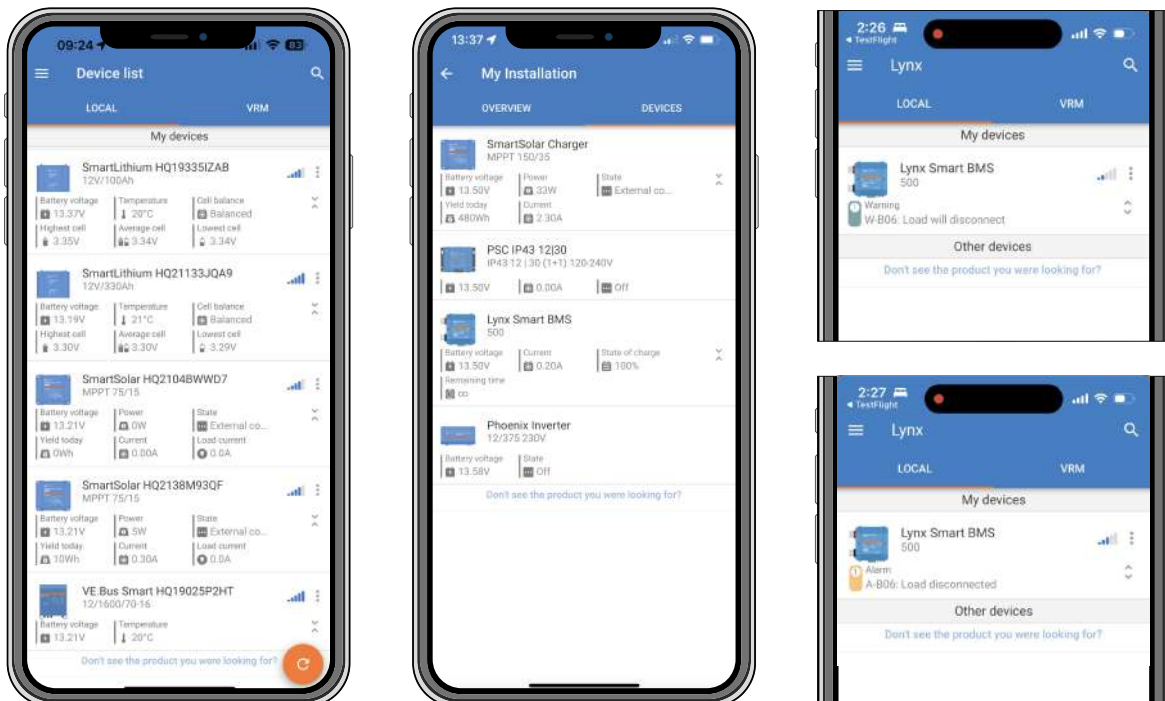 09:24
83
Device list
LOCAL VRM
My devices
SmartLithium HQ19335IZAB
12V/100Ah
Battery voltage Temperature Cell balance
13.37V 20°C Balanced
Highest cell Average cell Lowest cell
3.35V 3.34V 3.34V
SmartLithium HQ21133JQA9
12V/330Ah
Battery voltage Temperature Cell balance
13.19V 21°C Balanced
Highest cell Average cell Lowest cell
3.30V 3.30V 3.29V
SmartSolar HQ2104BWWD7
MPPT 75/15
Battery voltage Power State
13.21V 0W External co...
Yield today Current Load current
0Wh 0.00A 0.0A
SmartSolar HQ2138M93QF
MPPT 75/15
Battery voltage Power State
13.21V 5W External co...
Yield today Current Load current
10Wh 0.30A 0.0A
VE.Bus Smart HQ19025P2HT
12/1600/70-16
Battery voltage Temperature
13.21V 20°C
Don't see the product you were looking for?
13:37
My Installation
OVERVIEW DEVICES
SmartSolar Charger
MPPT 150/35
Battery voltage Power State
13.50V 33W External co...
Yield today Current
480Wh 2.30A
PSC IP43 12|30
IP43 12 | 30 (1+1) 120-240V
13.50V 0.00A Off
Lynx Smart BMS
500
Battery voltage Current State of charge
13.50V 0.20A 100%
Remaining time
∞
Phoenix Inverter
12/375 230V
Battery voltage State
13.58V Off
Don't see the product you were looking for?
2:26
◀ TestFlight
Lynx
LOCAL VRM
My devices
Lynx Smart BMS
500
Warning
W-B06: Load will disconnect
Other devices
Don't see the product you were looking for?
2:27
◀ TestFlight
Lynx
LOCAL VRM
My devices
Lynx Smart BMS
500
Alarm
A-B06: Load disconnected
Other devices
Don't see the product you were looking for?